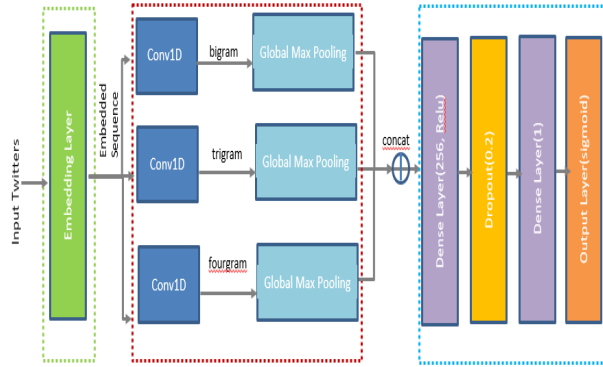 Input Twitters
Embedding Layer
Embedded
Sequence
Conv1D
bigram
Global Max Pooling
Conv1D
trigram
Global Max Pooling
Conv1D
fourgram
Global Max Pooling
concat
Dense Layer(256, Relu)
Dropout(0.2)
Dense Layer(1)
Output Layer(sigmoid)